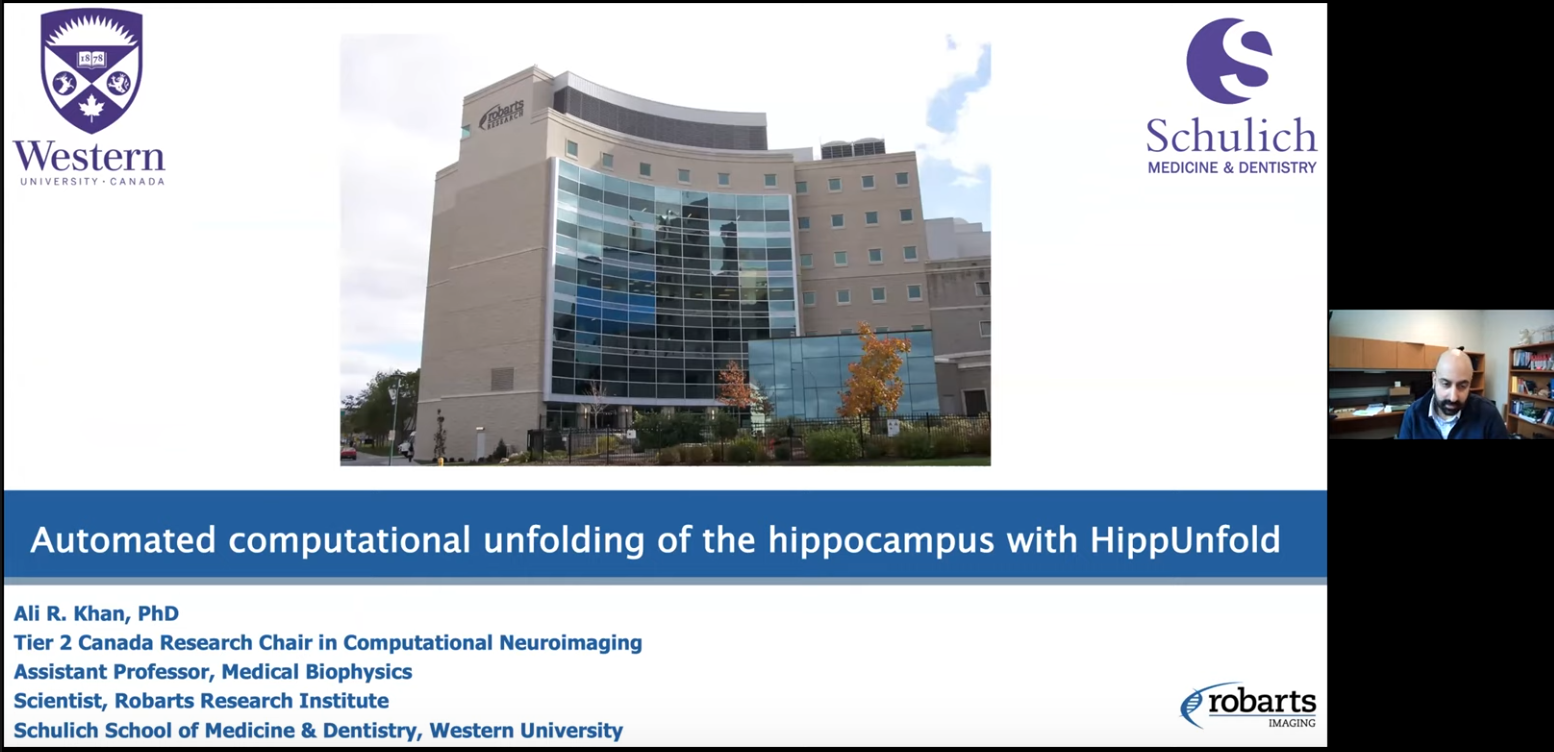 1878
Western
UNIVERSITY · CANADA
robarts
RESEARCH
Schulich
MEDICINE & DENTISTRY
Automated computational unfolding of the hippocampus with HippUnfold
Ali R. Khan, PhD
Tier 2 Canada Research Chair in Computational Neuroimaging
Assistant Professor, Medical Biophysics
Scientist, Robarts Research Institute
Schulich School of Medicine & Dentistry, Western University
robarts
IMAGING